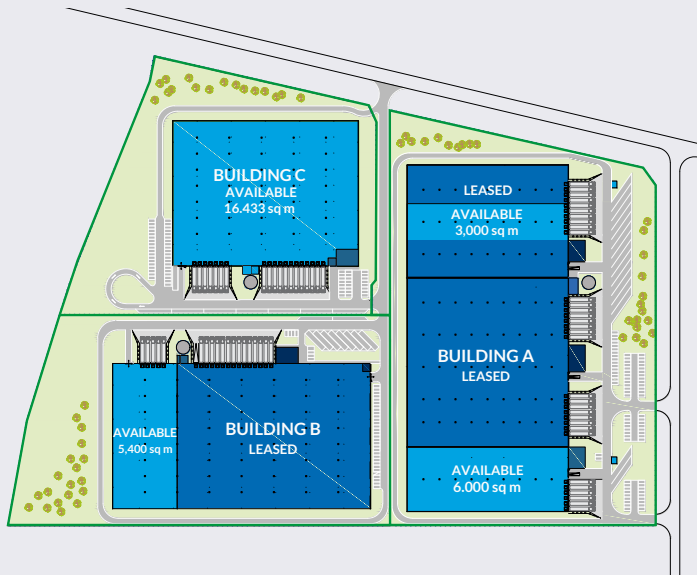 BUILDING C
AVAILABLE
16.433 sq m
LEASED
AVAILABLE
3,000 sq m
BUILDING A
LEASED
AVAILABLE
6.000 sq m
AVAILABLE
5,400 sq m
BUILDING B
LEASED